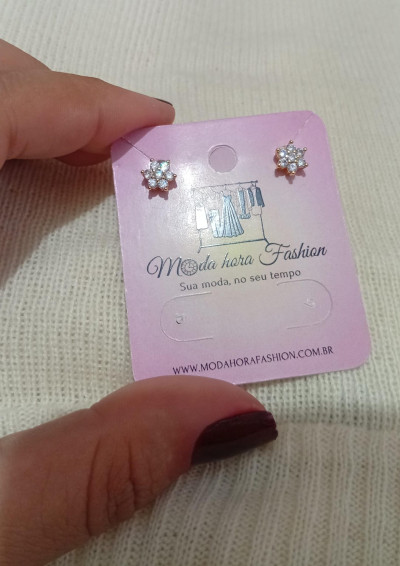 Moda hora Fashion
Sua moda, no seu tempo
WWW.MODAHORAFASHION.COM.BR